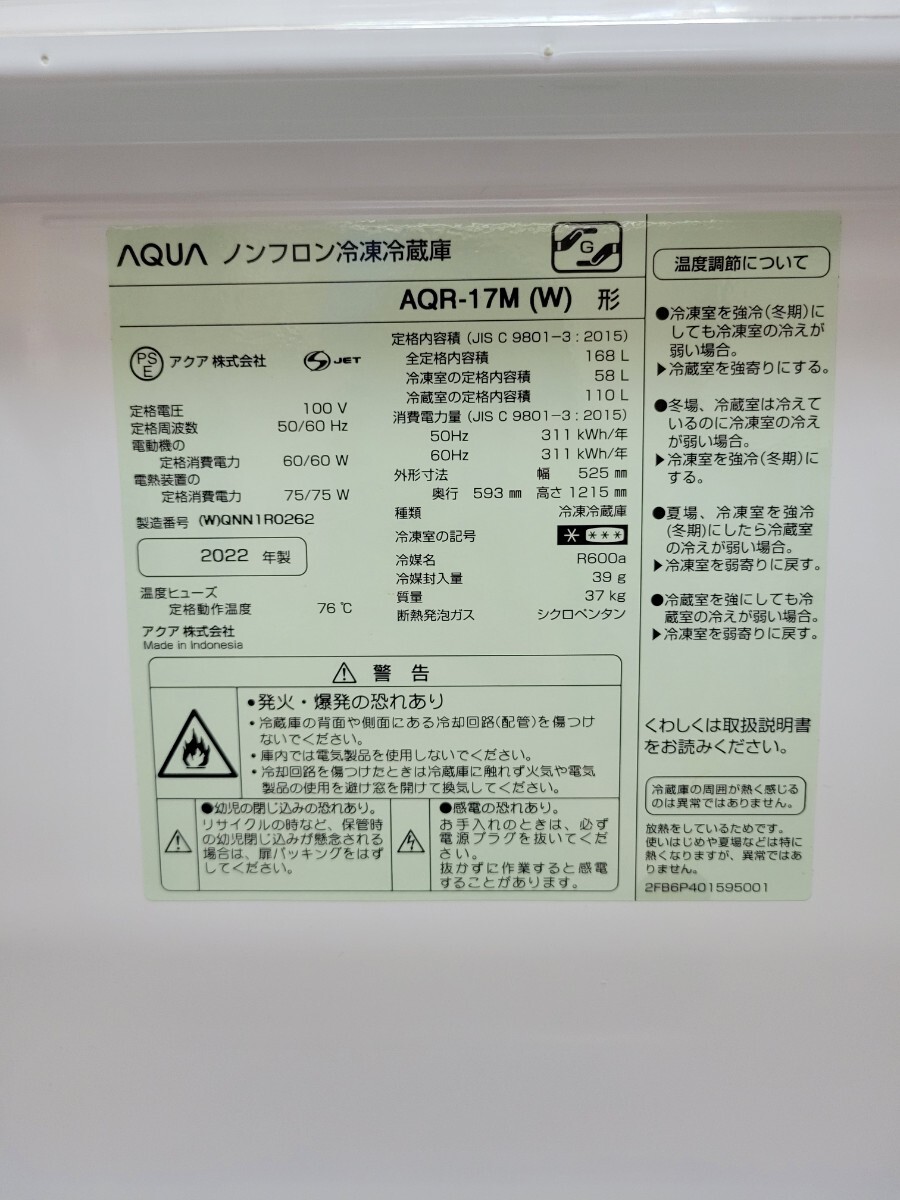 AQUA ノンフロン冷凍冷蔵庫
G
AQR-17M (W) 形
PS
E
アクア 株式会社
JET
定格電圧 100 V
定格周波数 50/60 Hz
電動機の
定格消費電力 60/60 W
電熱装置の
定格消費電力 75/75 W
製造番号 (W)QNN1R0262
2022 年製
温度ヒューズ
定格動作温度 76 ℃
アクア 株式会社
Made in Indonesia
定格内容積 (JIS C 9801-3 : 2015)
全定格内容積 168 L
冷凍室の定格内容積 58 L
冷蔵室の定格内容積 110 L
消費電力量 (JIS C 9801-3 : 2015)
50Hz 311 kWh/年
60Hz 311 kWh/年
外形寸法 幅 525 ㎜
奥行 593 ㎜ 高さ 1215 ㎜
種類 冷凍冷蔵庫
冷凍室の記号
冷媒名 R600a
冷媒封入量 39 g
質量 37 kg
断熱発泡ガス シクロペンタン
警 告
●発火・爆発の恐れあり
・冷蔵庫の背面や側面にある冷却回路(配管)を傷つけ
ないでください。
・庫内では電気製品を使用しないでください。
・冷却回路を傷つけたときは冷蔵庫に触れず火気や電気
製品の使用を避け窓を開けて換気してください。
●幼児の閉じ込みの恐れあり。
リサイクルの時など、保管時
の幼児閉じ込みが懸念される
場合は、扉パッキングをはず
してください。
●感電の恐れあり。
お手入れのときは、必ず
電源プラグを抜いてくだ
さい。
抜かずに作業すると感電
することがあります。
温度調節について
●冷凍室を強冷(冬期)に
しても冷凍室の冷えが
弱い場合。
▶冷蔵室を強寄りにする。
●冬場、冷蔵室は冷えて
いるのに冷凍室の冷え
が弱い場合。
▶冷凍室を強冷(冬期)に
する。
●夏場、冷凍室を強冷
(冬期)にしたら冷蔵室
の冷えが弱い場合。
▶冷凍室を弱寄りに戻す。
●冷蔵室を強にしても冷
蔵室の冷えが弱い場合。
▶冷凍室を弱寄りに戻す。
くわしくは取扱説明書
をお読みください。
冷蔵庫の周囲が熱く感じる
のは異常ではありません。
放熱をしているためです。
使いはじめや夏場などは特に
熱くなりますが、異常ではあ
りません。
2FB6P401595001